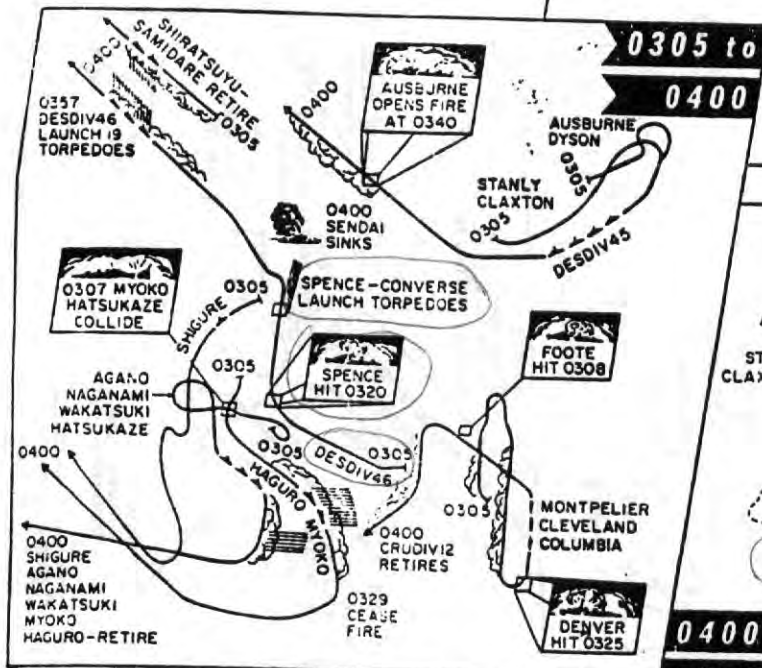 0305 to
0400
SHIRATSUYU-
SAMIDARE RETIRE
0400
0305
0357
DESDIV46
LAUNCH 19
TORPEDOES
AUSBURNE
OPENS FIRE
AT 0340
0400
AUSBURNE
DYSON
0305
STANLY
CLAXTON
0305
DESDIV45
0400
SENDAI
SINKS
0307 MYOKO
HATSUKAZE
COLLIDE
0305
SHIGURE
SPENCE-CONVERSE
LAUNCH TORPEDOES
SPENCE
HIT 0320
FOOTE
HIT 0308
ST
CLAX
0305
AGANO
NAGANAMI
WAKATSUKI
HATSUKAZE
0305
DESDIV46
0305
HAGURO
MYOKO
0400
0305
0400
CRUDIV12
RETIRES
MONTPELIER
CLEVELAND
COLUMBIA
0400
SHIGURE
AGANO
NAGANAMI
WAKATSUKI
MYOKO
HAGURO-RETIRE
0329
CEASE
FIRE
DENVER
HIT 0325
0400